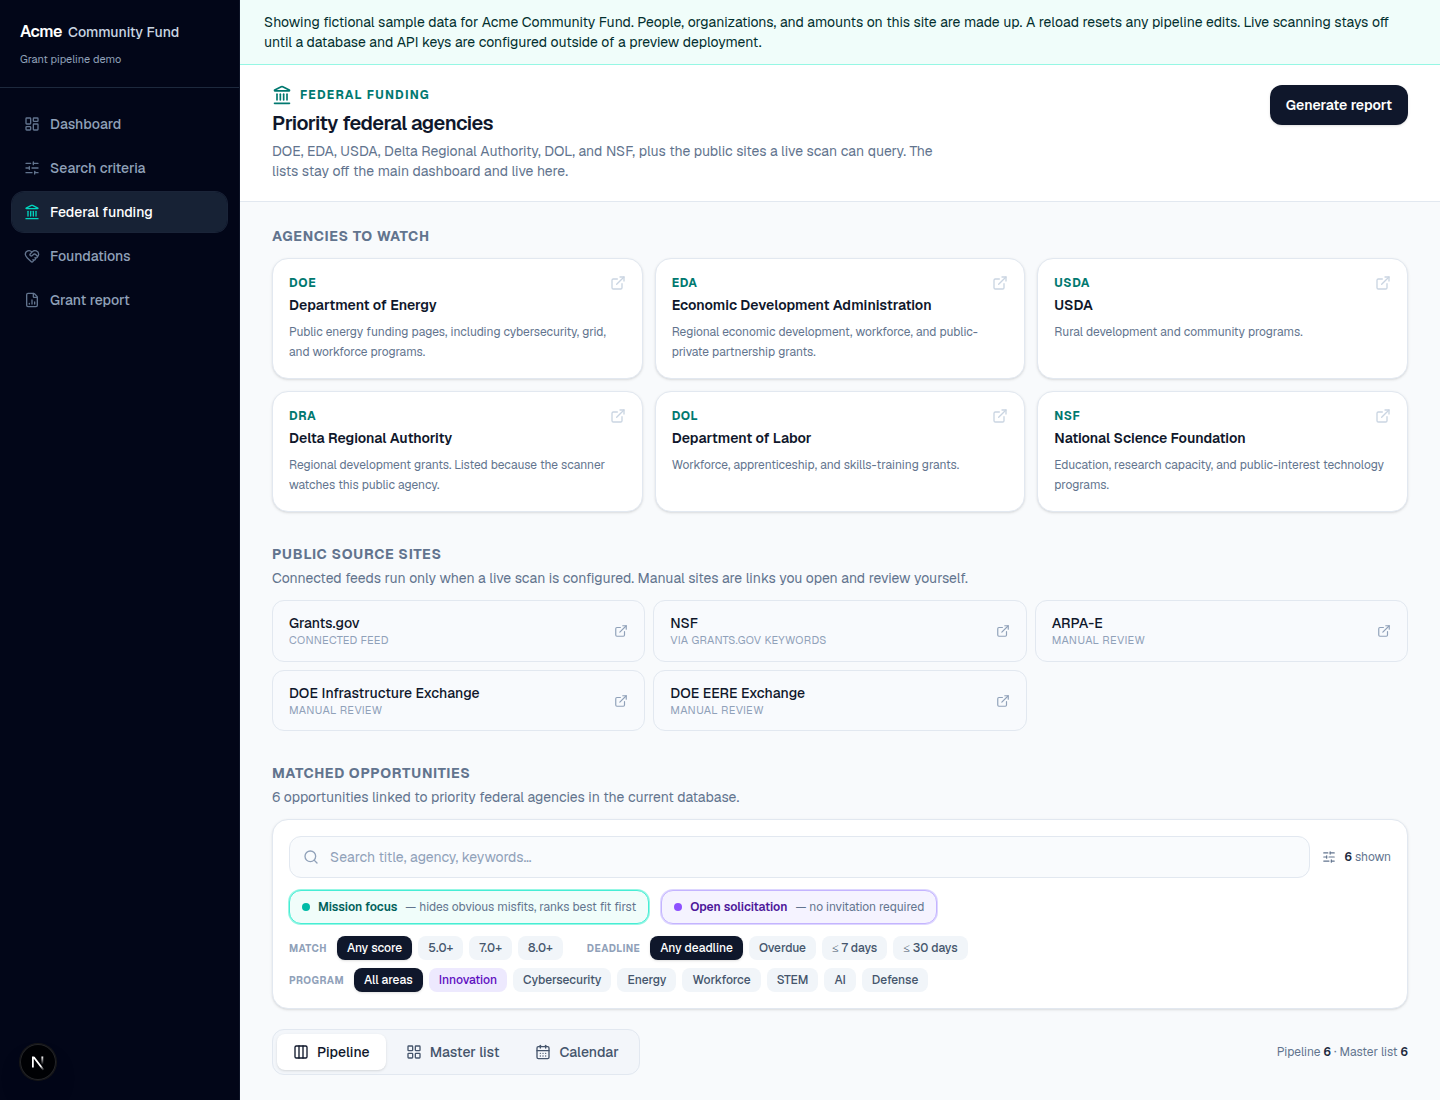 Acme Community Fund
Grant pipeline demo
Dashboard
Search criteria
Federal funding
Foundations
Grant report
N
Showing fictional sample data for Acme Community Fund. People, organizations, and amounts on this site are made up. A reload resets any pipeline edits. Live scanning stays off
until a database and API keys are configured outside of a preview deployment.
FEDERAL FUNDING
Priority federal agencies
DOE, EDA, USDA, Delta Regional Authority, DOL, and NSF, plus the public sites a live scan can query. The
lists stay off the main dashboard and live here.
Generate report
AGENCIES TO WATCH
DOE
Department of Energy
Public energy funding pages, including cybersecurity, grid,
and workforce programs.
EDA
Economic Development Administration
Regional economic development, workforce, and public-
private partnership grants.
USDA
USDA
Rural development and community programs.
DRA
Delta Regional Authority
Regional development grants. Listed because the scanner
watches this public agency.
DOL
Department of Labor
Workforce, apprenticeship, and skills-training grants.
NSF
National Science Foundation
Education, research capacity, and public-interest technology
programs.
PUBLIC SOURCE SITES
Connected feeds run only when a live scan is configured. Manual sites are links you open and review yourself.
Grants.gov
CONNECTED FEED
NSF
VIA GRANTS.GOV KEYWORDS
ARPA-E
MANUAL REVIEW
DOE Infrastructure Exchange
MANUAL REVIEW
DOE EERE Exchange
MANUAL REVIEW
MATCHED OPPORTUNITIES
6 opportunities linked to priority federal agencies in the current database.
Search title, agency, keywords...
6 shown
Mission focus — hides obvious misfits, ranks best fit first
Open solicitation — no invitation required
MATCH Any score 5.0+ 7.0+ 8.0+ DEADLINE Any deadline Overdue ≤ 7 days ≤ 30 days
PROGRAM All areas Innovation Cybersecurity Energy Workforce STEM AI Defense
Pipeline Master list Calendar
Pipeline 6 · Master list 6